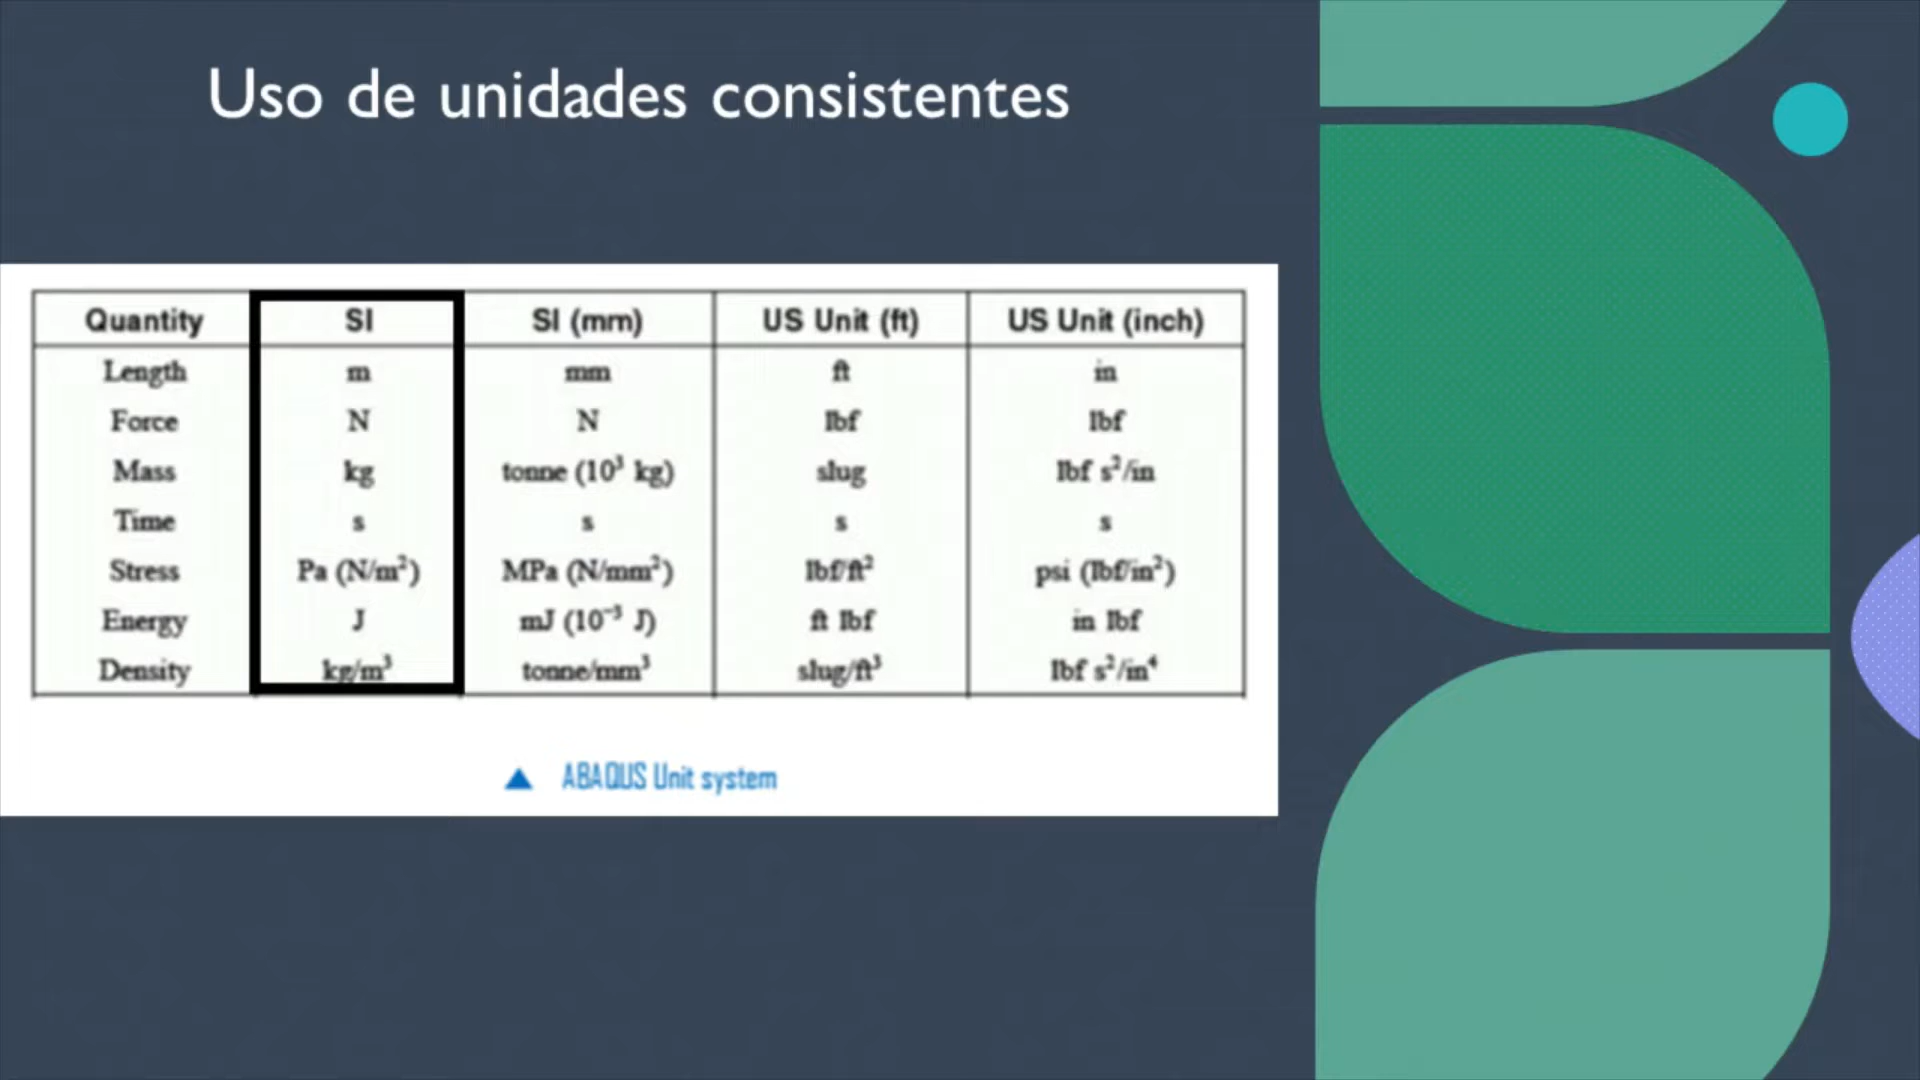 Uso de unidades consistentes
Quantity SI SI (mm) US Unit (ft) US Unit (inch)
Length m mm ft in
Force N N lbf lbf
Mass kg tonne (10³ kg) slug lbf s²/in
Time s s s s
Stress Pa (N/m²) MPa (N/mm²) lbf/ft² psi (lbf/in²)
Energy J mJ (10⁻³ J) ft lbf in lbf
Density kg/m³ tonne/mm³ slug/ft³ lbf s²/in⁴
ABAQUS Unit system